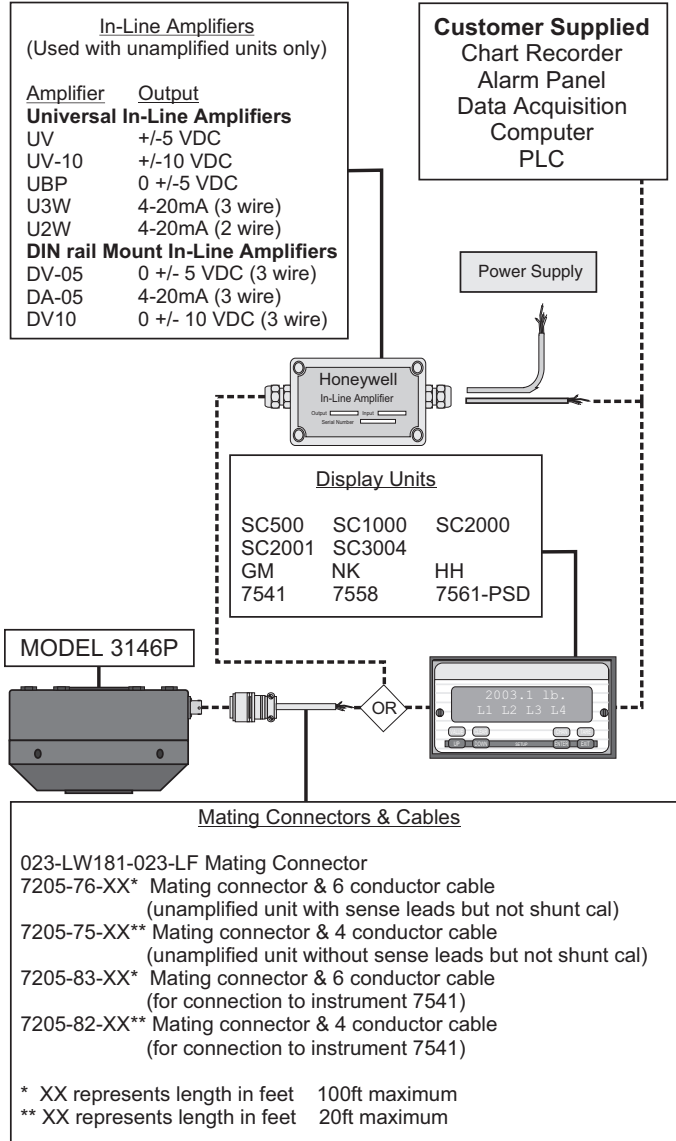 In-Line Amplifiers
(Used with unamplified units only)
Amplifier Output
Universal In-Line Amplifiers
UV +/-5 VDC
UV-10 +/-10 VDC
UBP 0 +/-5 VDC
U3W 4-20mA (3 wire)
U2W 4-20mA (2 wire)
DIN rail Mount In-Line Amplifiers
DV-05 0 +/- 5 VDC (3 wire)
DA-05 4-20mA (3 wire)
DV10 0 +/- 10 VDC (3 wire)
Customer Supplied
Chart Recorder
Alarm Panel
Data Acquisition
Computer
PLC
Power Supply
Honeywell
In-Line Amplifier
Output Input
Serial Number
Display Units
SC500 SC1000 SC2000
SC2001 SC3004
GM NK HH
7541 7558 7561-PSD
MODEL 3146P
OR
2003.1 lb.
L1 L2 L3 L4
UP DOWN SETUP ENTER EXIT
Mating Connectors & Cables
023-LW181-023-LF Mating Connector
7205-76-XX* Mating connector & 6 conductor cable
(unamplified unit with sense leads but not shunt cal)
7205-75-XX** Mating connector & 4 conductor cable
(unamplified unit without sense leads but not shunt cal)
7205-83-XX* Mating connector & 6 conductor cable
(for connection to instrument 7541)
7205-82-XX** Mating connector & 4 conductor cable
(for connection to instrument 7541)
* XX represents length in feet 100ft maximum
** XX represents length in feet 20ft maximum